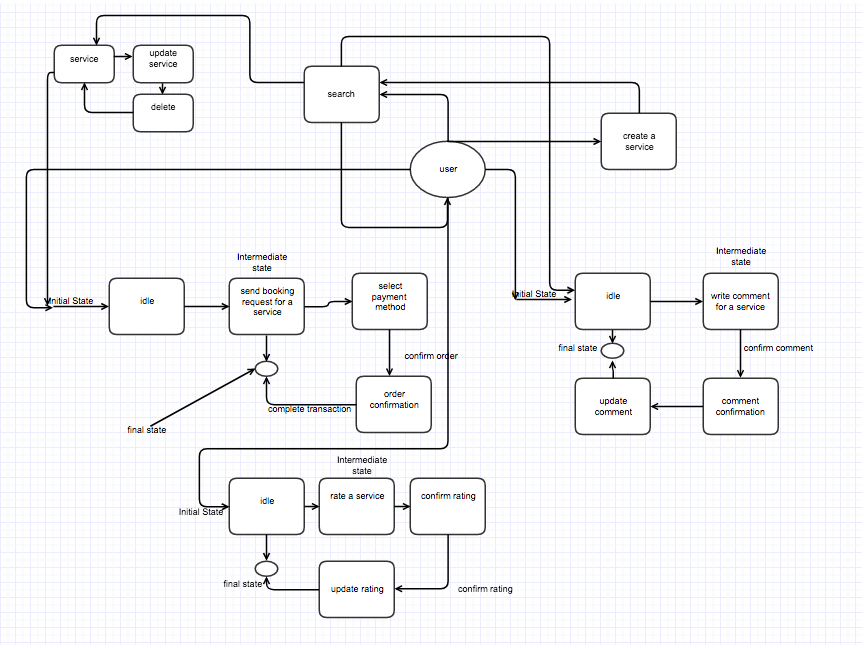 service
update
service
delete
search
create a
service
user
Initial State
idle
Intermediate
state
send booking
request for a
service
select
payment
method
confirm order
order
confirmation
complete transaction
final state
Initial State
idle
Intermediate
state
write comment
for a service
final state
confirm comment
update
comment
comment
confirmation
Initial State
idle
Intermediate
state
rate a service
confirm rating
final state
update rating
confirm rating